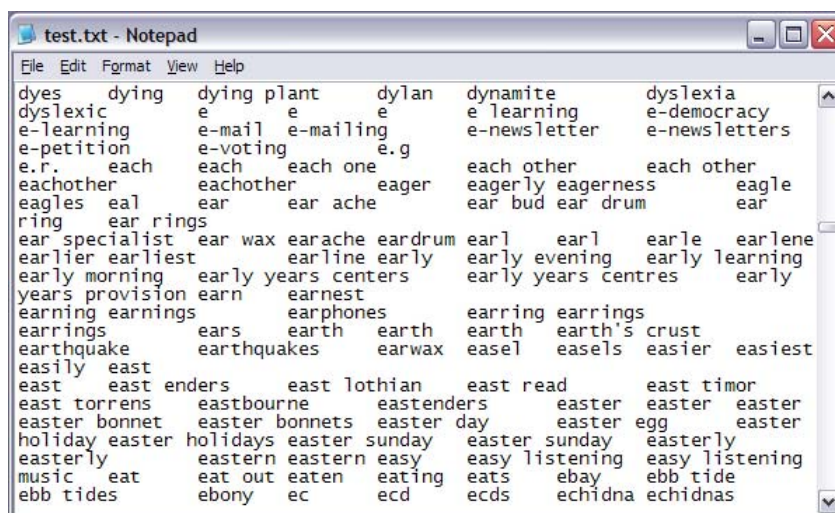 test.txt - Notepad
File Edit Format View Help
dyes dying dying plant dylan dynamite dyslexia
dyslexic e e e e learning e-democracy
e-learning e-mail e-mailing e-newsletter e-newsletters
e-petition e-voting e.g
e.r. each each each one each other each other
eachother eachother eager eagerly eagerness eagle
eagles eal ear ear ache ear bud ear drum ear
ring ear rings
ear specialist ear wax earache eardrum earl earl earle earlene
earlier earliest earline early early evening early learning
early morning early years centers early years centres early
years provision earn earnest
earning earnings earphones earring earrings
earrings ears earth earth earth earth's crust
earthquake earthquakes earwax easel easels easier easiest
easily east
east east enders east lothian east read east timor
east torrens eastbourne eastenders easter easter easter
easter bonnet easter bonnets easter day easter egg easter
holiday easter holidays easter sunday easter sunday easterly
easterly eastern eastern easy easy listening easy listening
music eat eat out eaten eating eats ebay ebb tide
ebb tides ebony ec ecd ecds echidna echidnas